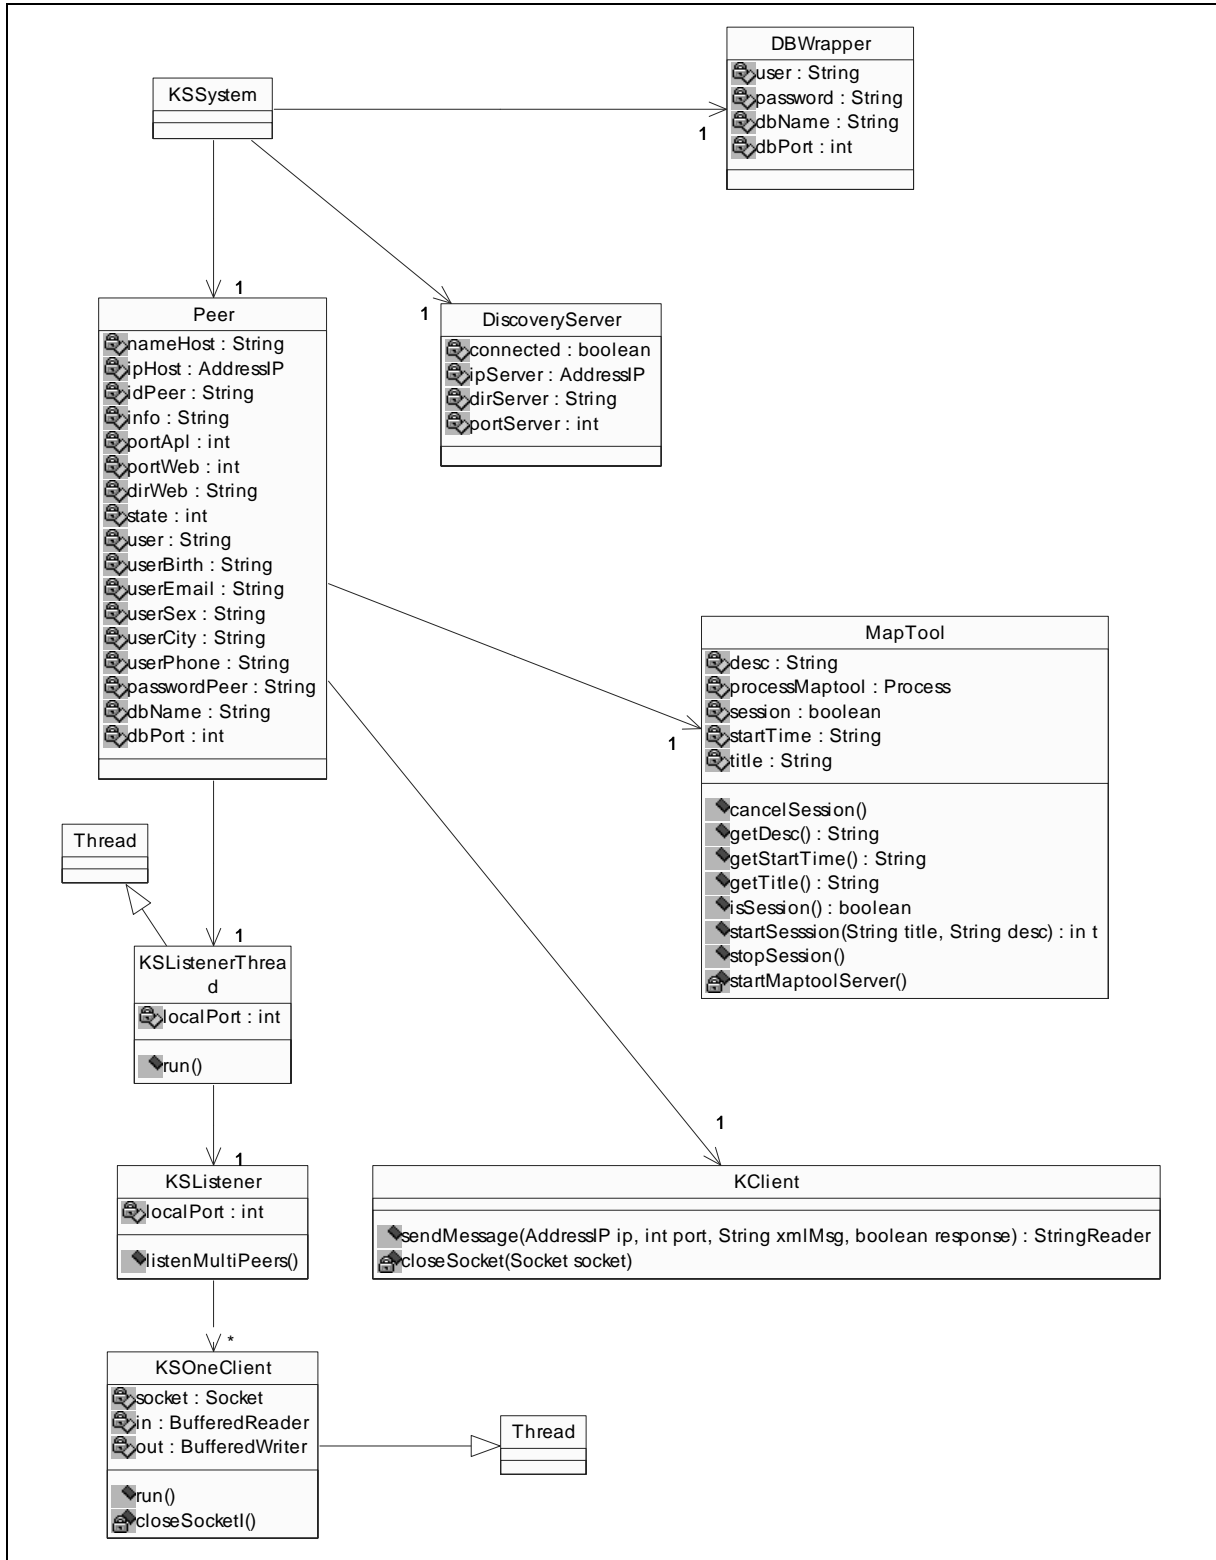 KSSystem
1
DBWrapper
user : String
password : String
dbName : String
dbPort : int
1
Peer
nameHost : String
ipHost : AddressIP
idPeer : String
info : String
portApl : int
portWeb : int
dirWeb : String
state : int
user : String
userBirth : String
userEmail : String
userSex : String
userCity : String
userPhone : String
passwordPeer : String
dbName : String
dbPort : int
1
DiscoveryServer
connected : boolean
ipServer : AddressIP
dirServer : String
portServer : int
1
MapTool
desc : String
processMaptool : Process
session : boolean
startTime : String
title : String
cancelSession()
getDesc() : String
getStartTime() : String
getTitle() : String
isSession() : boolean
startSesssion(String title, String desc) : in t
stopSession()
startMaptoolServer()
Thread
1
KSListenerThrea
d
localPort : int
run()
1
KSListener
localPort : int
listenMultiPeers()
1
KClient
sendMessage(AddressIP ip, int port, String xmlMsg, boolean response) : StringReader
closeSocket(Socket socket)
*
KSOneClient
socket : Socket
in : BufferedReader
out : BufferedWriter
run()
closeSocketI()
Thread